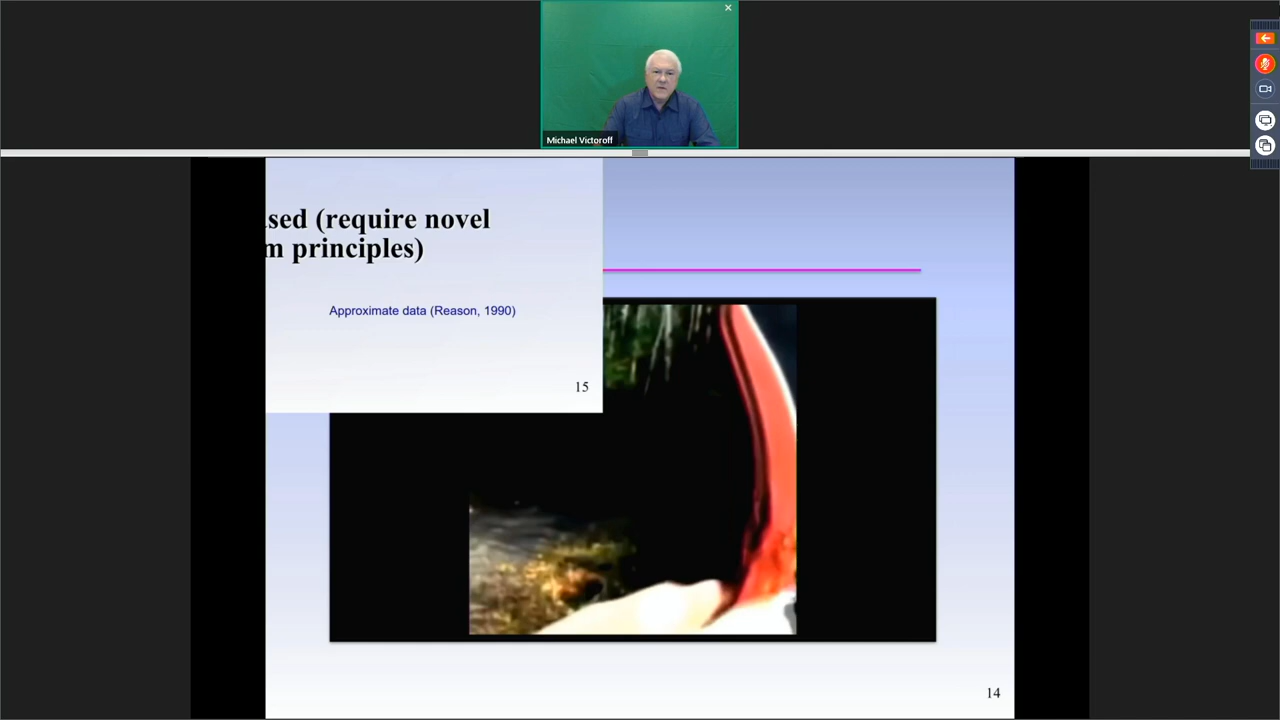 Michael Victoroff
sed (require novel
m principles)
Approximate data (Reason, 1990)
15
14